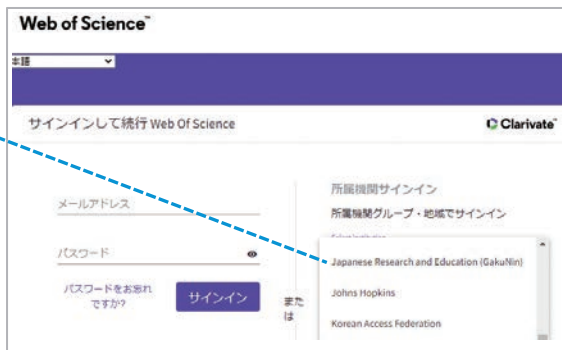 Web of Science™
本語
サインインして続行 Web Of Science
Clarivate™
メールアドレス
パスワード
パスワードをお忘れ
ですか?
サインイン
また
は
所属機関サインイン
所属機関グループ・地域でサインイン
Japanese Research and Education (GakuNin)
Johns Hopkins
Korean Access Federation